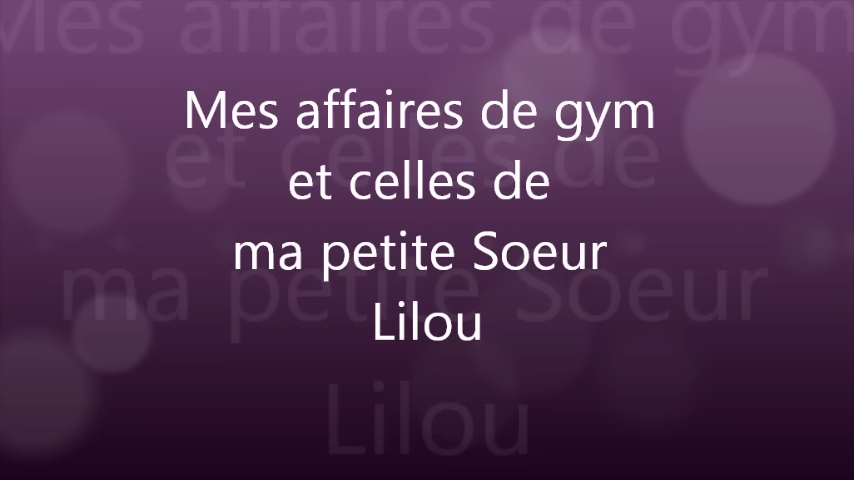 Mes affaires de gym
et celles de
ma petite Soeur
Lilou